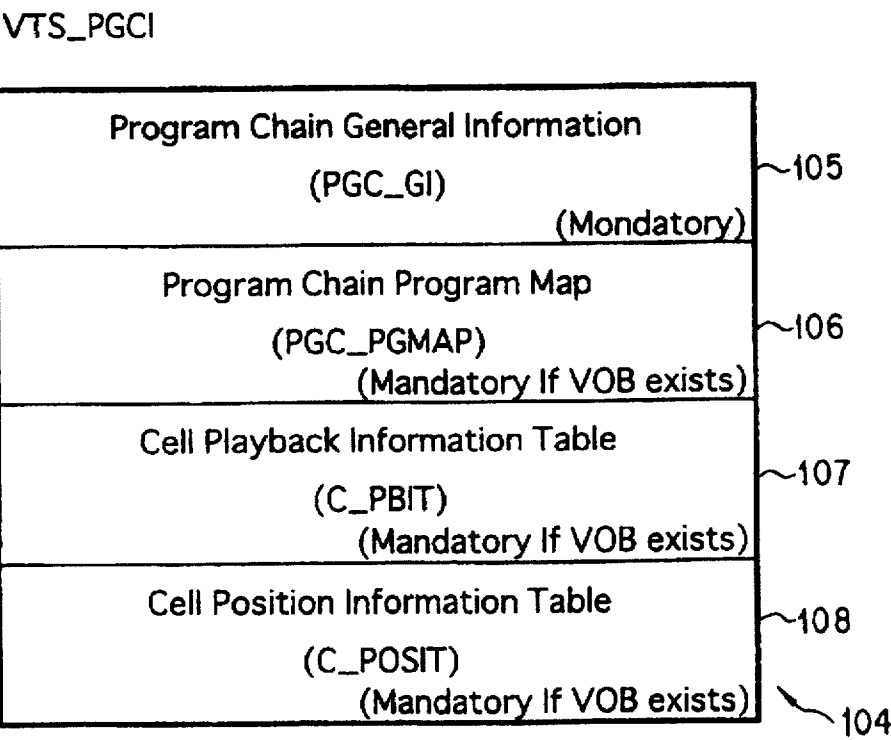 VTS_PGCI
Program Chain General Information
(PGC_GI)
(Mondatory)
105
Program Chain Program Map
(PGC_PGMAP)
(Mandatory If VOB exists)
106
Cell Playback Information Table
(C_PBIT)
(Mandatory If VOB exists)
107
Cell Position Information Table
(C_POSIT)
(Mandatory If VOB exists)
108
104